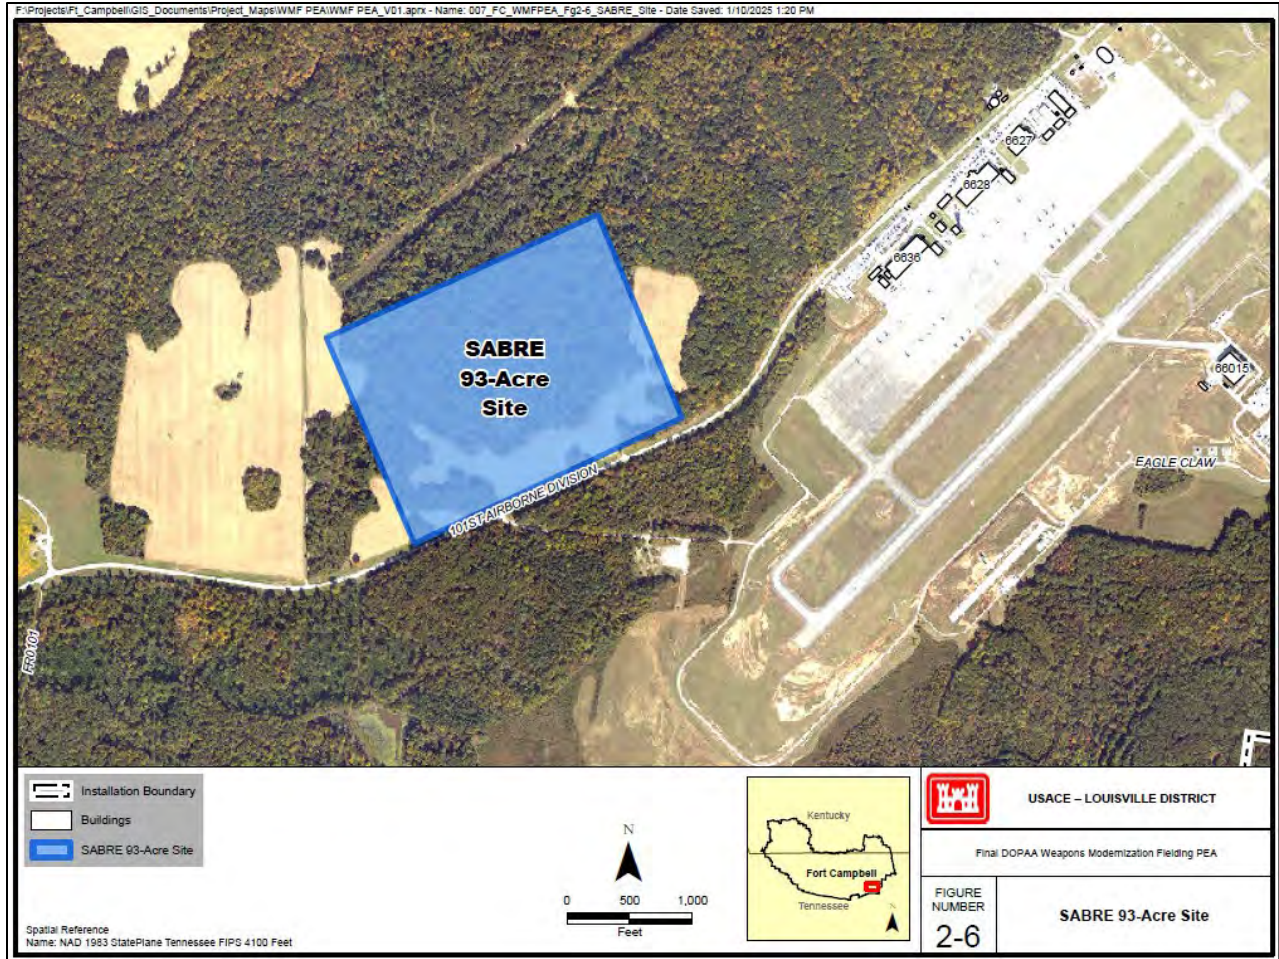 F:\Projects\Ft_Campbell\GIS_Documents\Project_Maps\WMF PEA\WMF PEA_V01.aprx - Name: 007_FC_WMFPEA_Fg2-6_SABRE_Site - Date Saved: 1/10/2025 1:20 PM
6627
6628
6636
66015
SABRE
93-Acre
Site
EAGLE CLAW
101ST AIRBORNE DIVISION
FR0101
Installation Boundary
Buildings
SABRE 93-Acre Site
Spatial Reference
Name: NAD 1983 StatePlane Tennessee FIPS 4100 Feet
N
0 500 1,000
Feet
Kentucky
Fort Campbell
Tennessee
N
USACE – LOUISVILLE DISTRICT
Final DOPAA Weapons Modernization Fielding PEA
FIGURE
NUMBER
2-6
SABRE 93-Acre Site